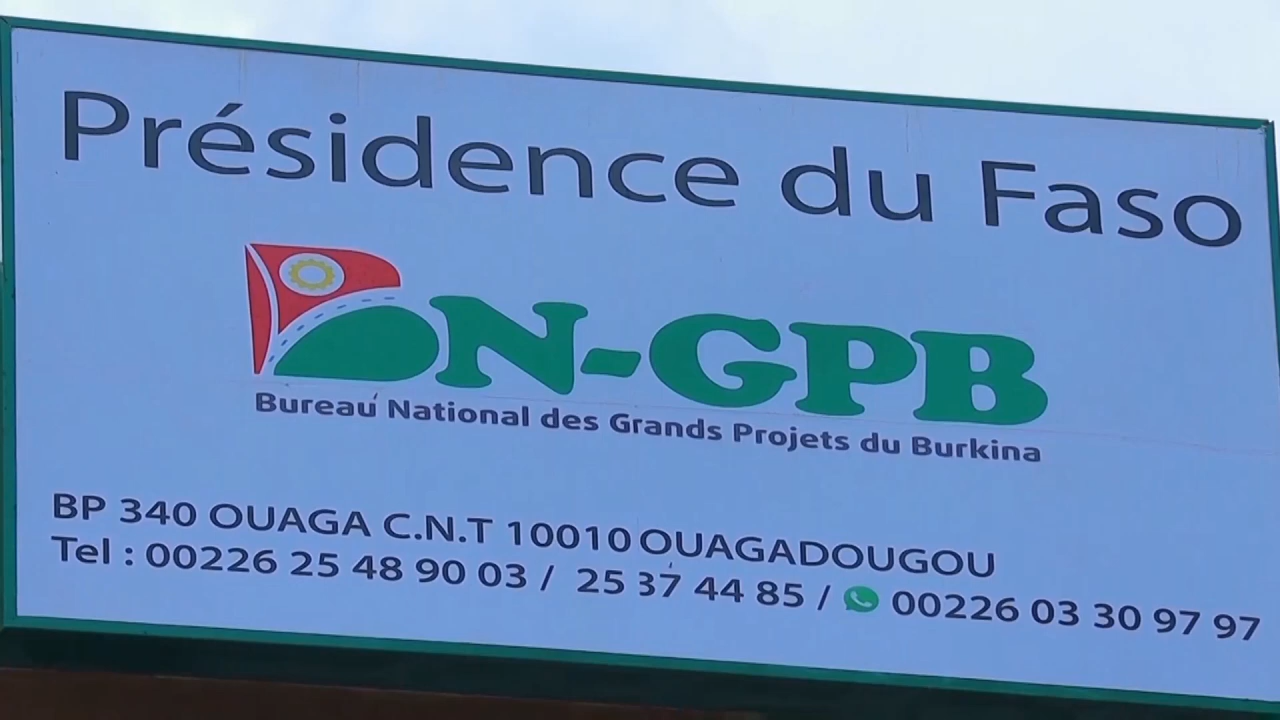 Présidence du Faso
BN-GPB
Bureau National des Grands Projets du Burkina
BP 340 OUAGA C.N.T 10010 OUAGADOUGOU
Tel : 00226 25 48 90 03 / 25 37 44 85 / 00226 03 30 97 97